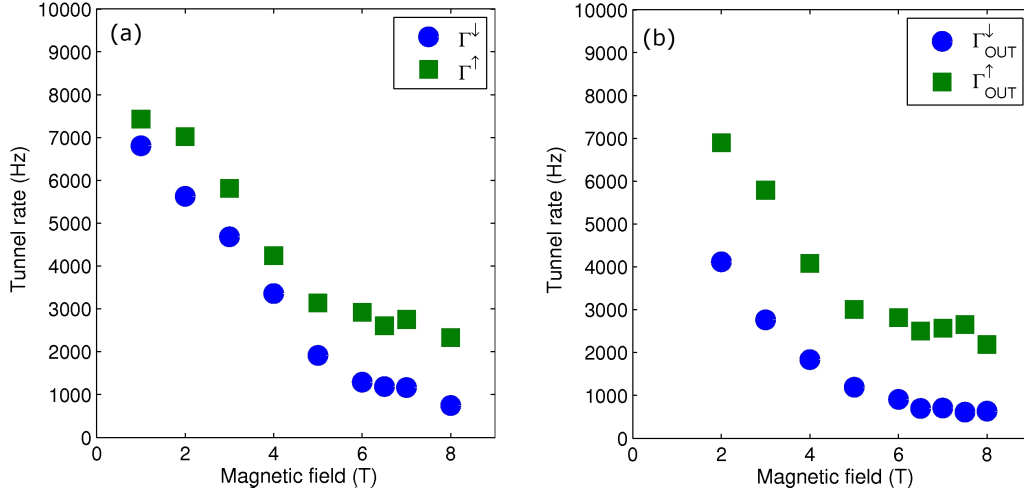 (a)
Γ↓
Γ↑
10000
9000
8000
7000
6000
5000
4000
3000
2000
1000
0
Tunnel rate (Hz)
0 2 4 6 8
Magnetic field (T)
(b)
Γ↓OUT
Γ↑OUT
10000
9000
8000
7000
6000
5000
4000
3000
2000
1000
0
Tunnel rate (Hz)
0 2 4 6 8
Magnetic field (T)